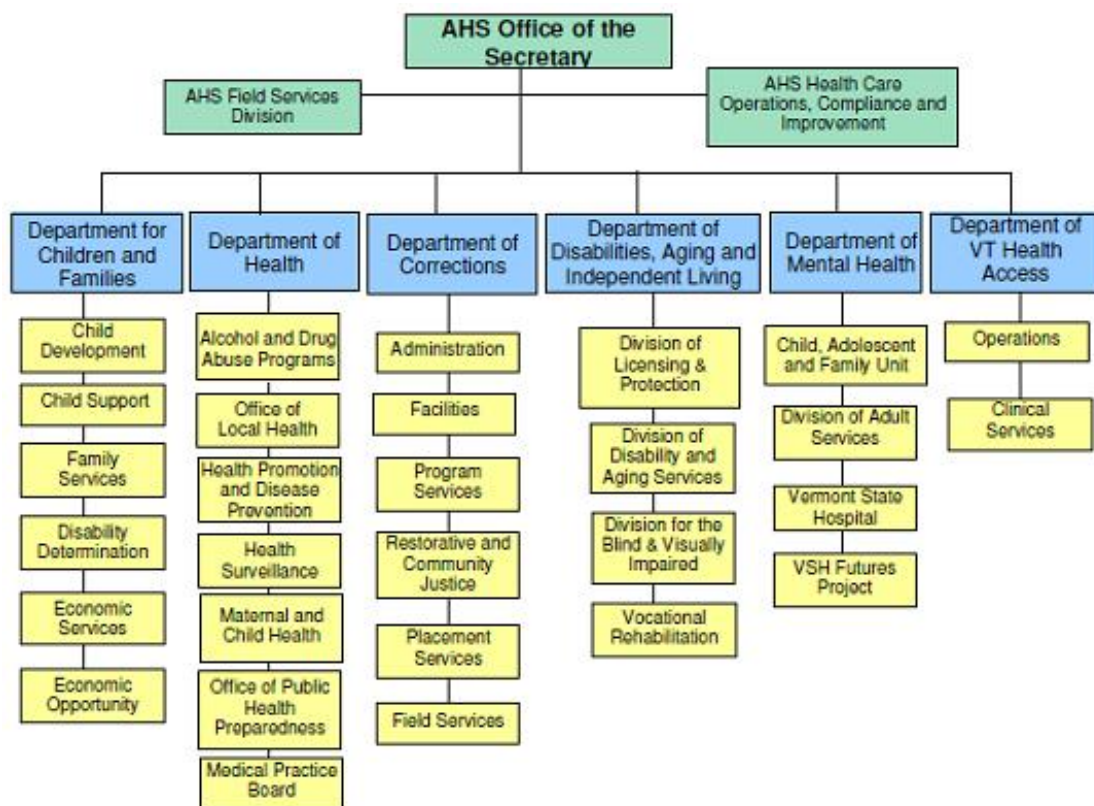 AHS Office of the
Secretary
AHS Field Services
Division
AHS Health Care
Operations, Compliance and
Improvement
Department for
Children and
Families
Child
Development
Child Support
Family
Services
Disability
Determination
Economic
Services
Economic
Opportunity
Department of
Health
Alcohol and Drug
Abuse Programs
Office of
Local Health
Health Promotion
and Disease
Prevention
Health
Surveillance
Maternal and
Child Health
Office of Public
Health
Preparedness
Medical Practice
Board
Department of
Corrections
Administration
Facilities
Program
Services
Restorative and
Community
Justice
Placement
Services
Field Services
Department of
Disabilities, Aging and
Independent Living
Division of
Licensing &
Protection
Division of
Disability and
Aging Services
Division for the
Blind & Visually
Impaired
Vocational
Rehabilitation
Department of
Mental Health
Child, Adolescent
and Family Unit
Division of Adult
Services
Vermont State
Hospital
VSH Futures
Project
Department of
VT Health
Access
Operations
Clinical
Services